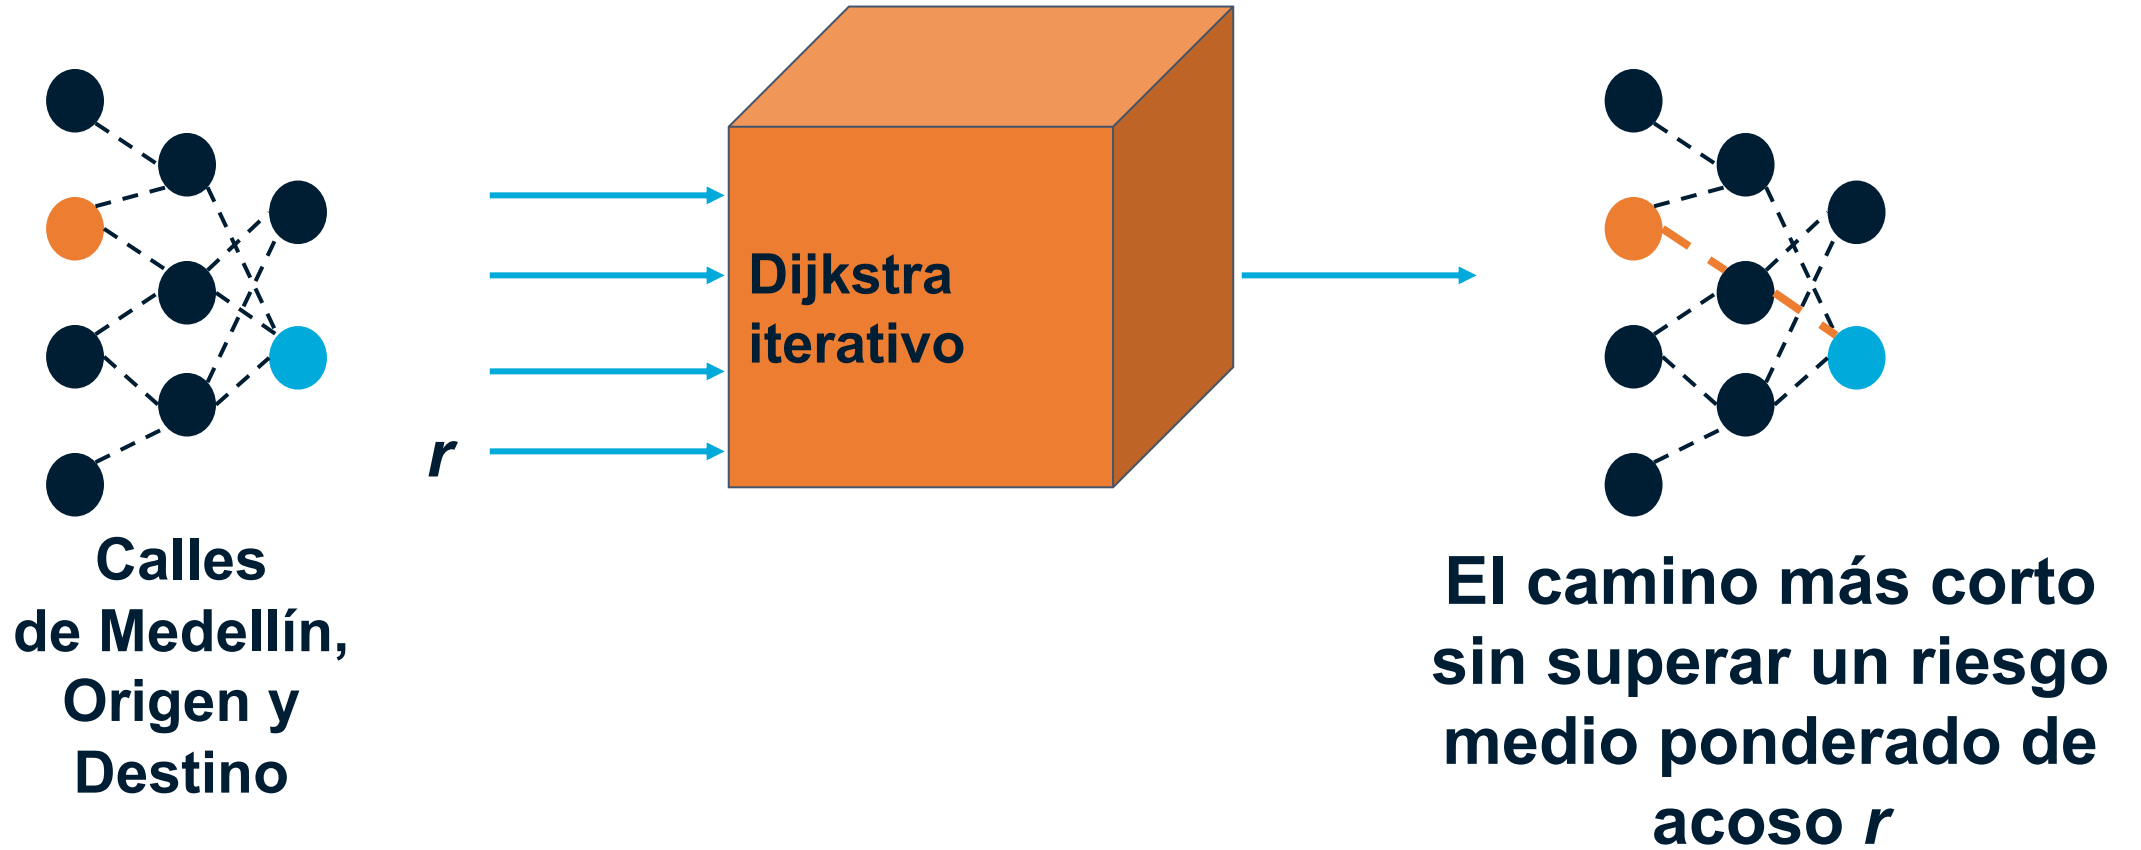 Dijkstra
iterativo
r
Calles
de Medellín,
Origen y
Destino
El camino más corto
sin superar un riesgo
medio ponderado de
acoso r